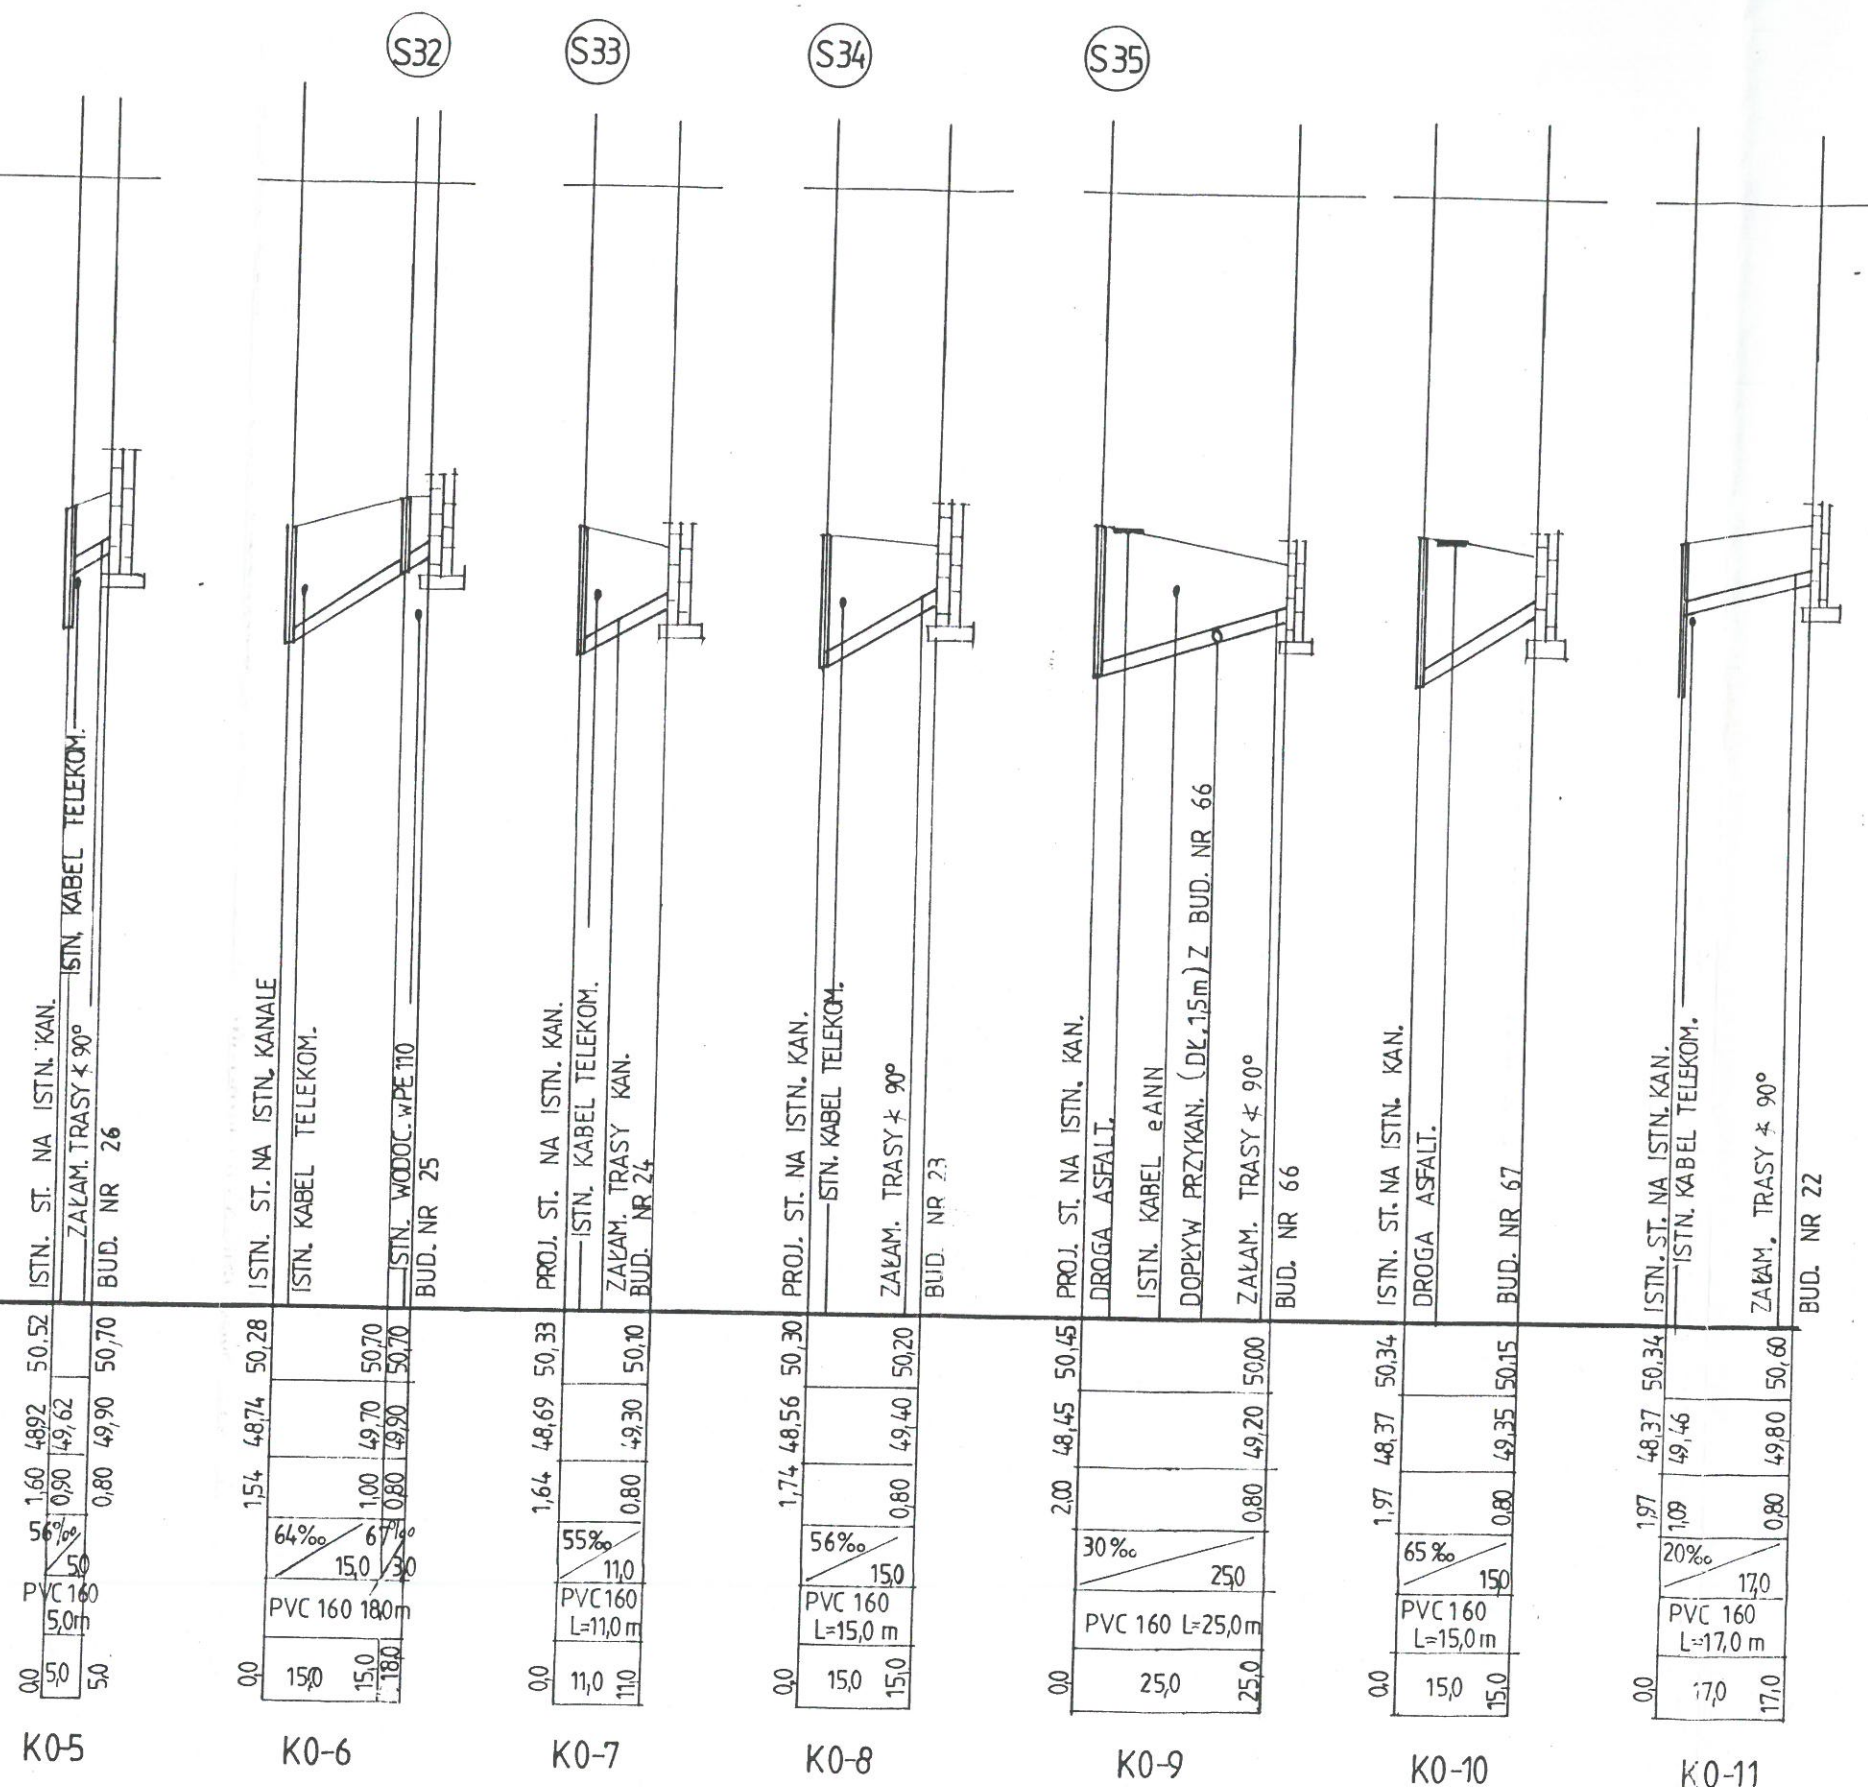 S32
S33
S34
S35
ISTN. ST. NA ISTN. KAN.
ISTN. KABEL TELEKOM.
ZAŁAM. TRASY ∢ 90°
BUD. NR 26
50,52
50,70
48,92
49,62
49,90
1,60
0,90
0,80
56‰
5,0
PVC 160
5,0m
0,0
5,0
5,0
K0-5
ISTN. ST. NA ISTN. KANALE
ISTN. KABEL TELEKOM.
ISTN. WODOC. wPE 110
BUD. NR 25
50,28
50,70
50,70
48,74
49,70
49,90
1,54
1,00
0,80
64‰
15,0
67‰
3,0
PVC 160 18,0m
0,0
15,0
15,0
18,0
K0-6
PROJ. ST. NA ISTN. KAN.
ISTN. KABEL TELEKOM.
ZAŁAM. TRASY KAN.
BUD. NR 24
50,33
50,10
48,69
49,30
1,64
0,80
55‰
11,0
PVC 160
L=11,0 m
0,0
11,0
11,0
K0-7
PROJ. ST. NA ISTN. KAN.
ISTN. KABEL TELEKOM.
ZAŁAM. TRASY ∢ 90°
BUD. NR 23
50,30
50,20
48,56
49,40
1,74
0,80
56‰
15,0
PVC 160
L=15,0 m
0,0
15,0
15,0
K0-8
PROJ. ST. NA ISTN. KAN.
DROGA ASFALT.
ISTN. KABEL eANN
DOPŁYW PRZYKAN. (DŁ. 1,5m) Z BUD. NR 66
ZAŁAM. TRASY ∢ 90°
BUD. NR 66
50,45
50,00
48,45
49,20
2,00
0,80
30‰
25,0
PVC 160 L=25,0m
0,0
25,0
25,0
K0-9
ISTN. ST. NA ISTN. KAN.
DROGA ASFALT.
BUD. NR 67
50,34
50,15
48,37
49,35
1,97
0,80
65‰
15,0
PVC 160
L=15,0 m
0,0
15,0
15,0
K0-10
ISTN. ST. NA ISTN. KAN.
ISTN. KABEL TELEKOM.
ZAŁAM. TRASY ∢ 90°
BUD. NR 22
50,34
50,60
48,37
49,46
49,80
1,97
1,09
0,80
20‰
17,0
PVC 160
L=17,0 m
0,0
17,0
17,0
K0-11